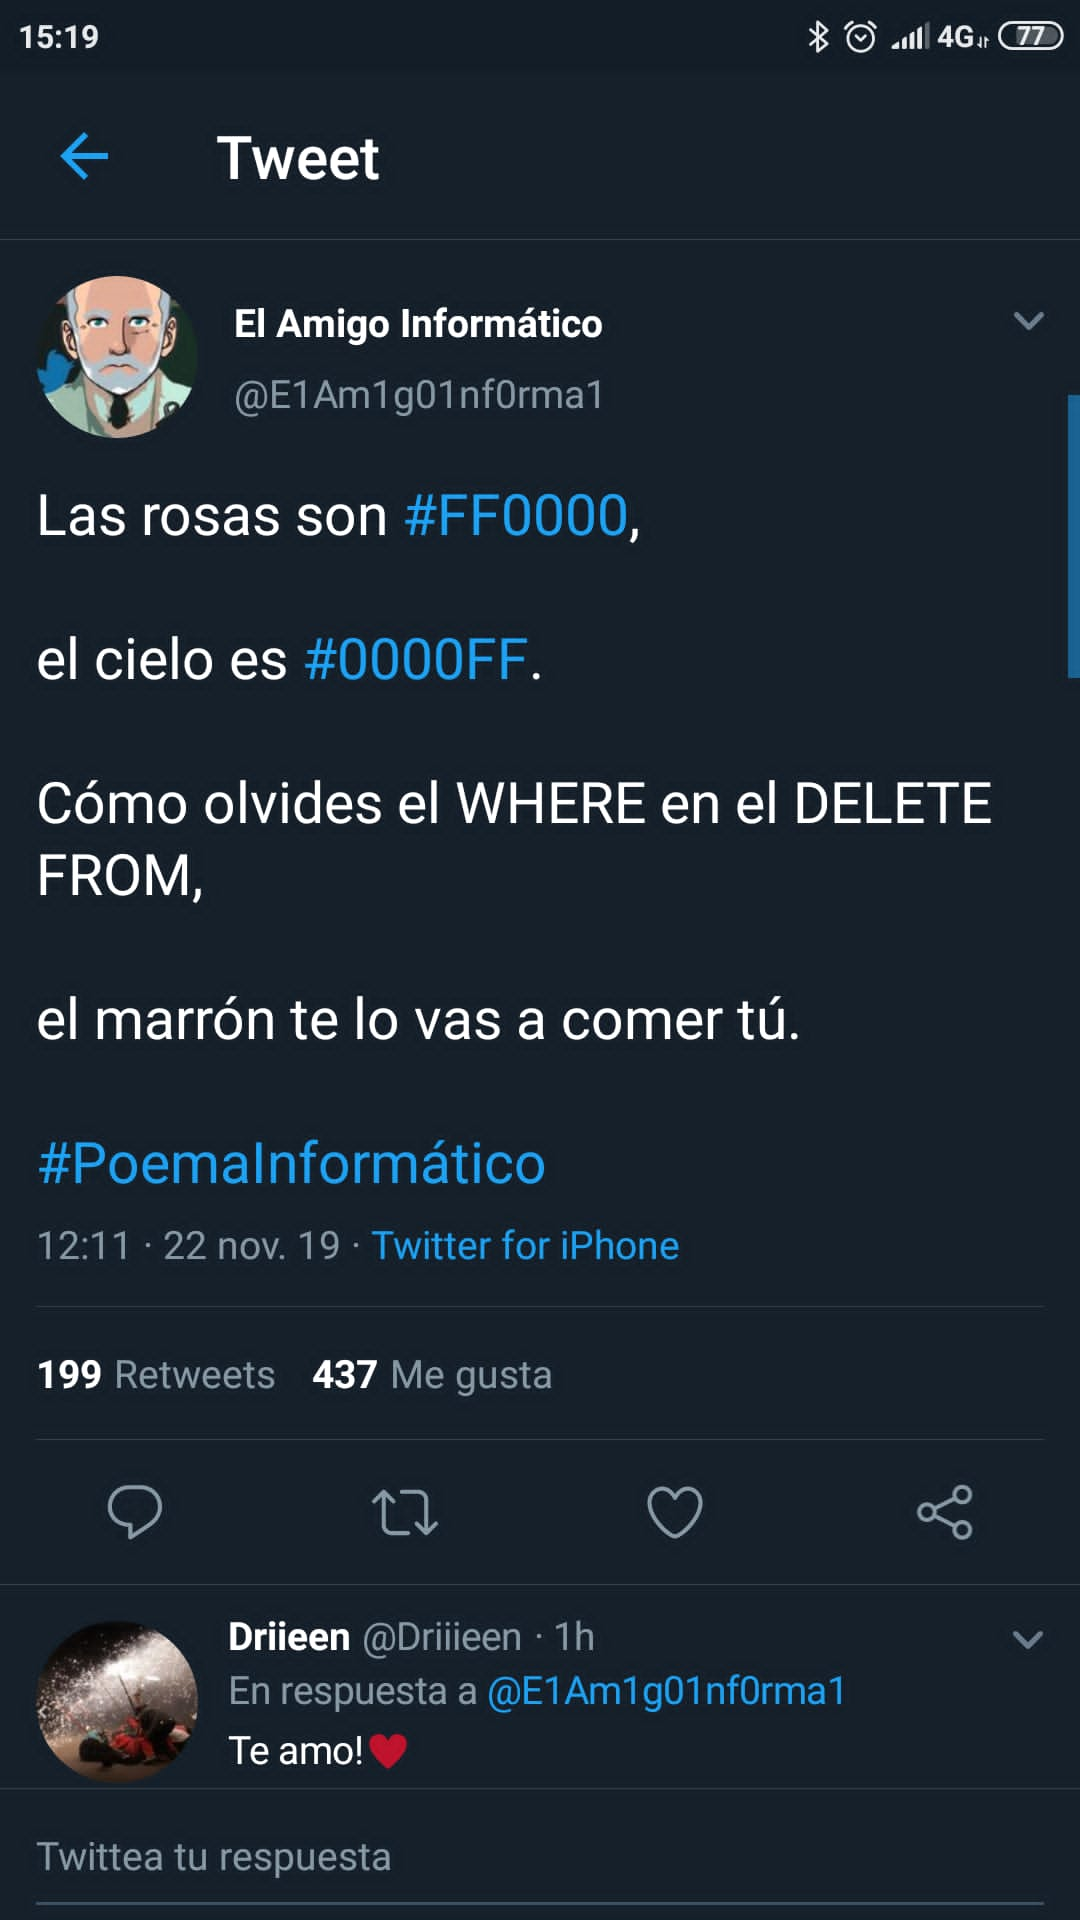 15:19
4G 77
Tweet
El Amigo Informático
@E1Am1g01nf0rma1
Las rosas son #FF0000,
el cielo es #0000FF.
Cómo olvides el WHERE en el DELETE
FROM,
el marrón te lo vas a comer tú.
#PoemaInformático
12:11 · 22 nov. 19 · Twitter for iPhone
199 Retweets 437 Me gusta
Driieen @Driiieen · 1h
En respuesta a @E1Am1g01nf0rma1
Te amo!❤️
Twittea tu respuesta